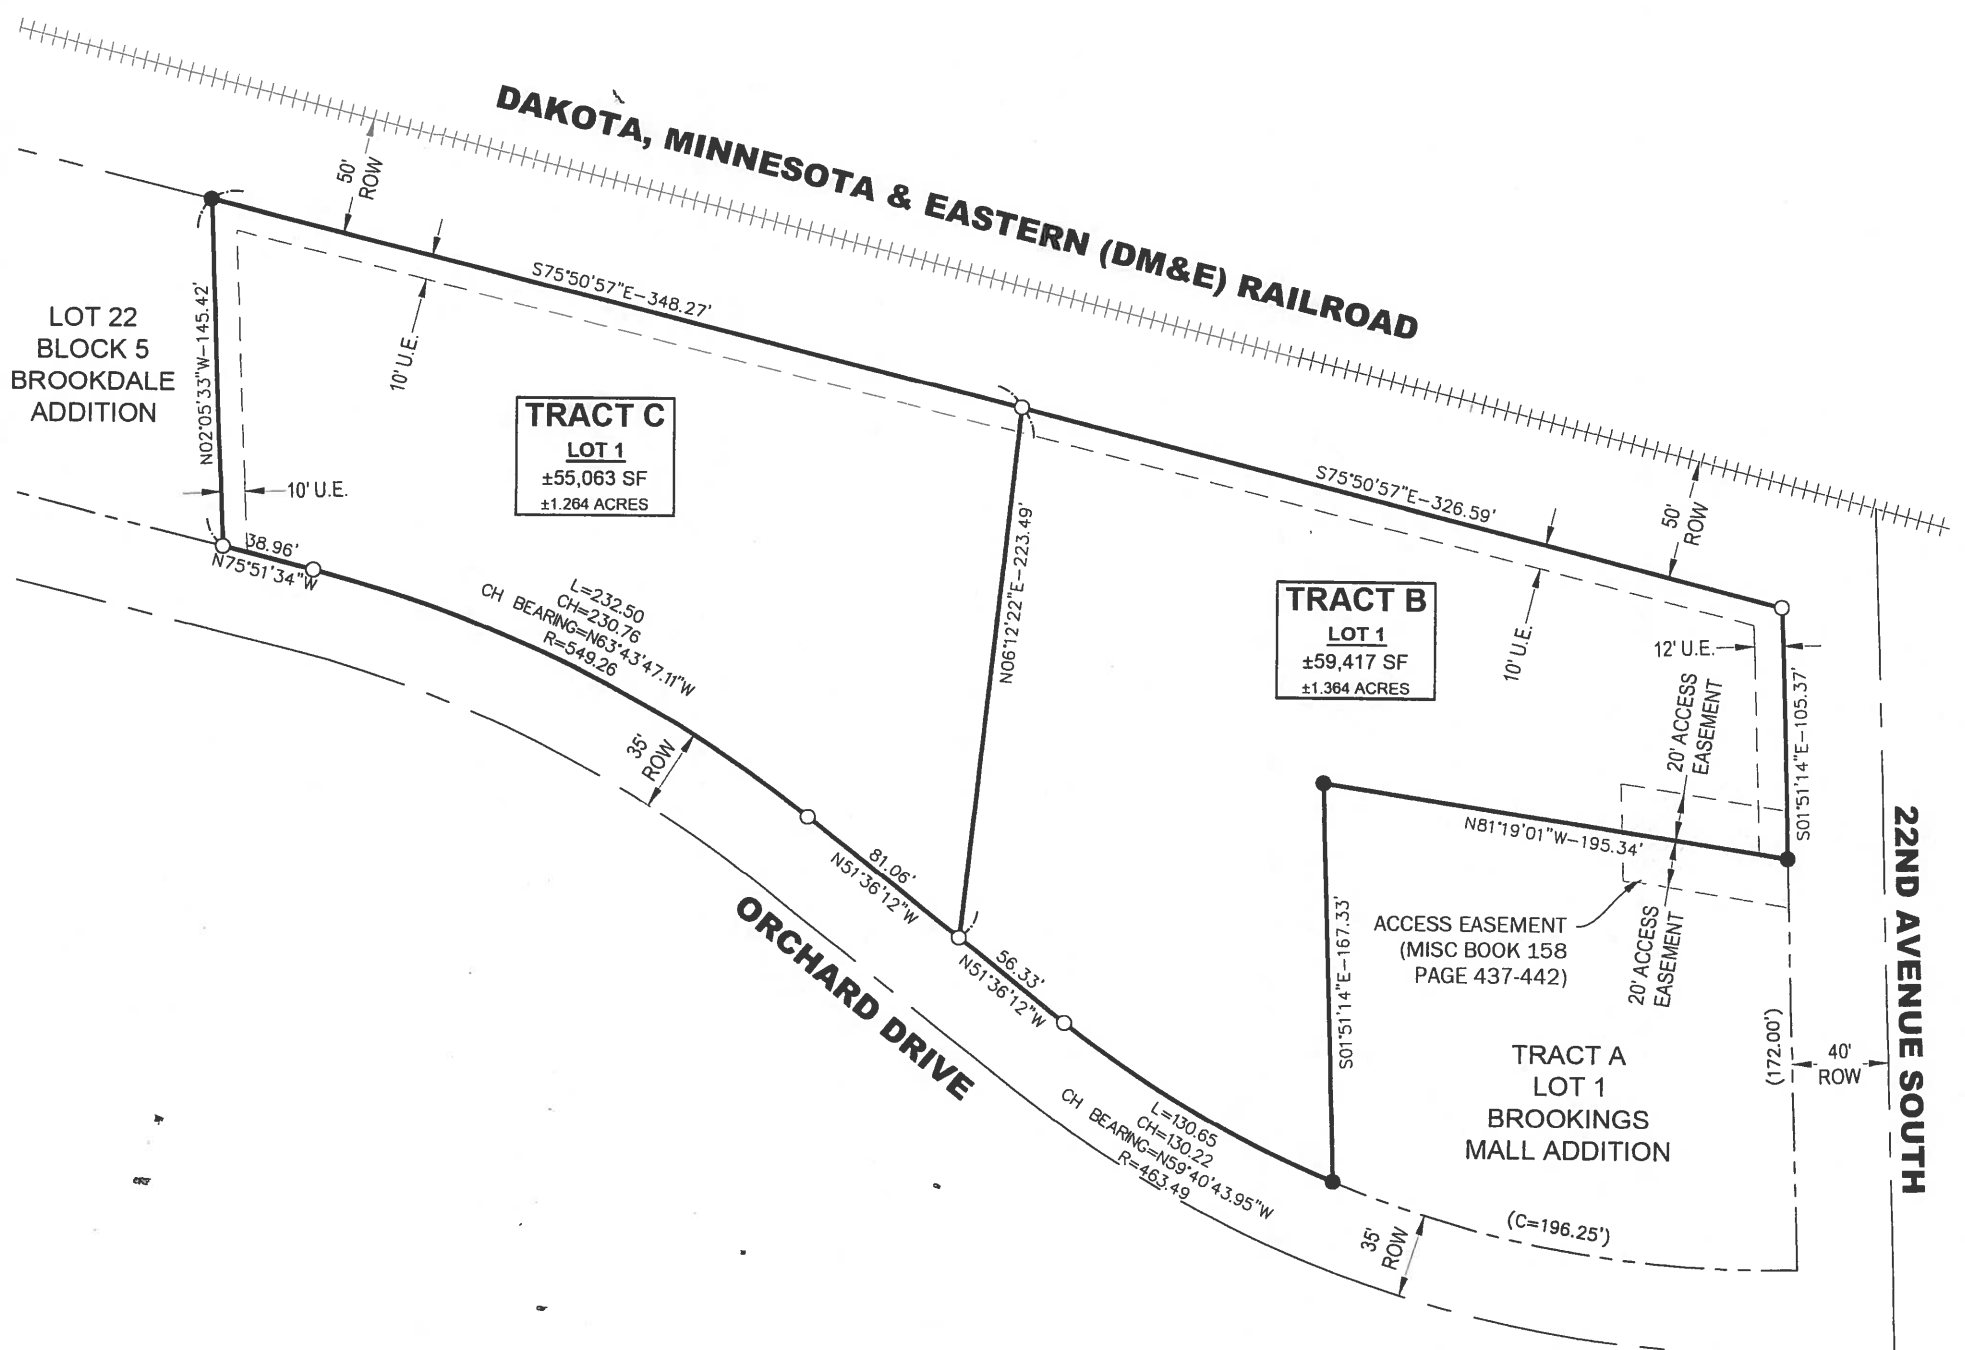 DAKOTA, MINNESOTA & EASTERN (DM&E) RAILROAD
50'
ROW
S75°50'57"E-348.27'
10' U.E.
LOT 22
BLOCK 5
BROOKDALE
ADDITION
N02°05'33"W-145.42'
TRACT C
LOT 1
±55,063 SF
±1.264 ACRES
10' U.E.
38.96'
N75°51'34"W
L=232.50
CH=230.76
CH BEARING=N63°43'47.11"W
R=549.26
35'
ROW
N06°12'22"E-223.49'
81.06'
N51°36'12"W
S75°50'57"E-326.59'
50'
ROW
10' U.E.
TRACT B
LOT 1
±59,417 SF
±1.364 ACRES
12' U.E.
20' ACCESS
EASEMENT
S01°51'14"E-105.37'
N81°19'01"W-195.34'
ACCESS EASEMENT
(MISC BOOK 158
PAGE 437-442)
20' ACCESS
EASEMENT
S01°51'14"E-167.33'
56.33'
N51°36'12"W
ORCHARD DRIVE
L=130.65
CH=130.22
CH BEARING=N59°40'43.95"W
R=463.49
TRACT A
LOT 1
BROOKINGS
MALL ADDITION
(172.00')
40'
ROW
22ND AVENUE SOUTH
(C=196.25')
35'
ROW